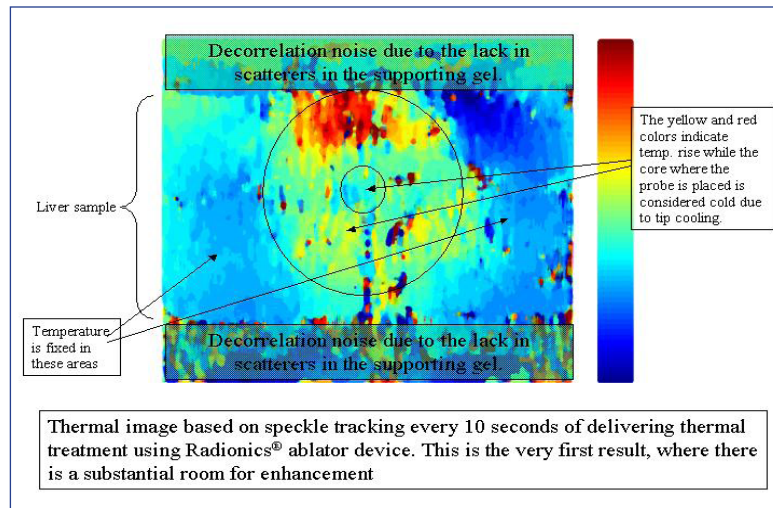 Decorrelation noise due to the lack in
scatterers in the supporting gel.
The yellow and red
colors indicate
temp. rise while the
core where the
probe is placed is
considered cold due
to tip cooling.
Liver sample
Temperature
is fixed in
these areas
Decorrelation noise due to the lack in
scatterers in the supporting gel.
Thermal image based on speckle tracking every 10 seconds of delivering thermal
treatment using Radionics® ablator device. This is the very first result, where there
is a substantial room for enhancement